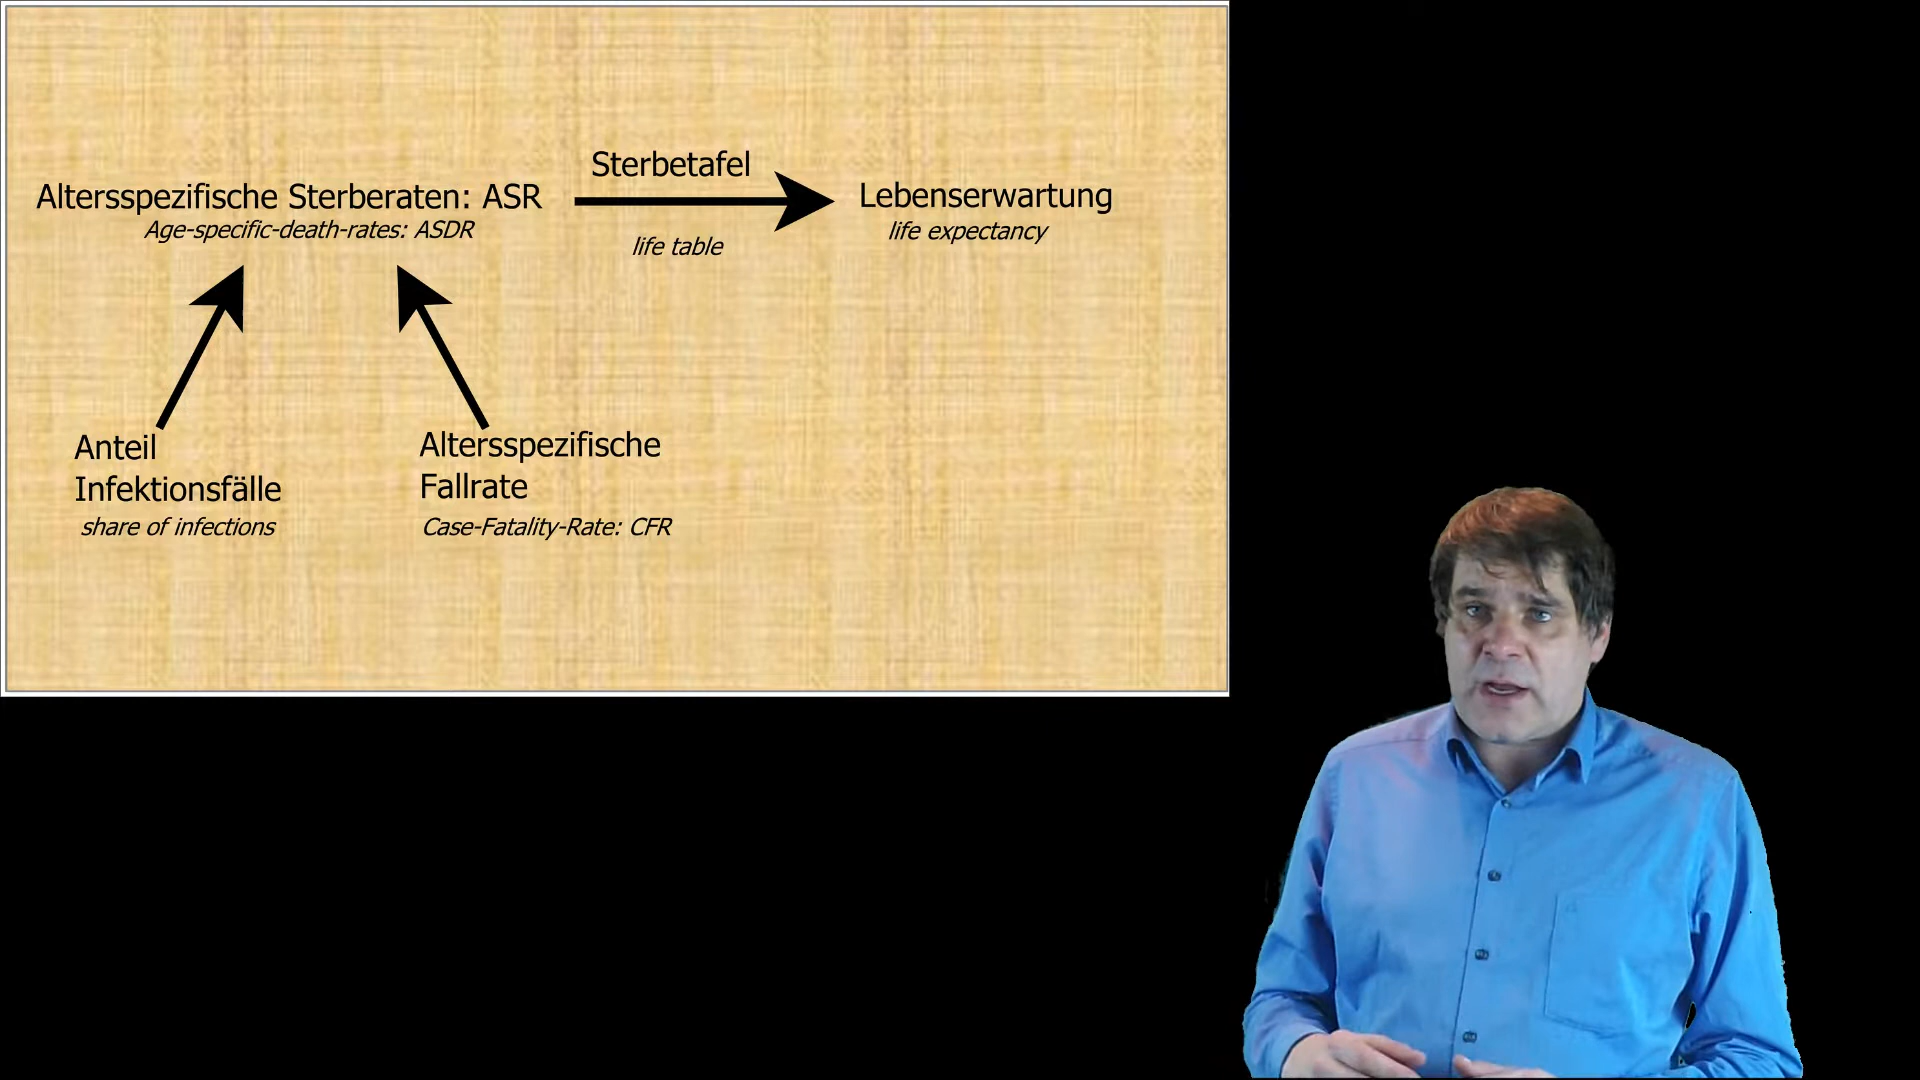 Sterbetafel
Altersspezifische Sterberaten: ASR
Lebenserwartung
Age-specific-death-rates: ASDR
life expectancy
life table
Anteil
Infektionsfälle
share of infections
Altersspezifische
Fallrate
Case-Fatality-Rate: CFR